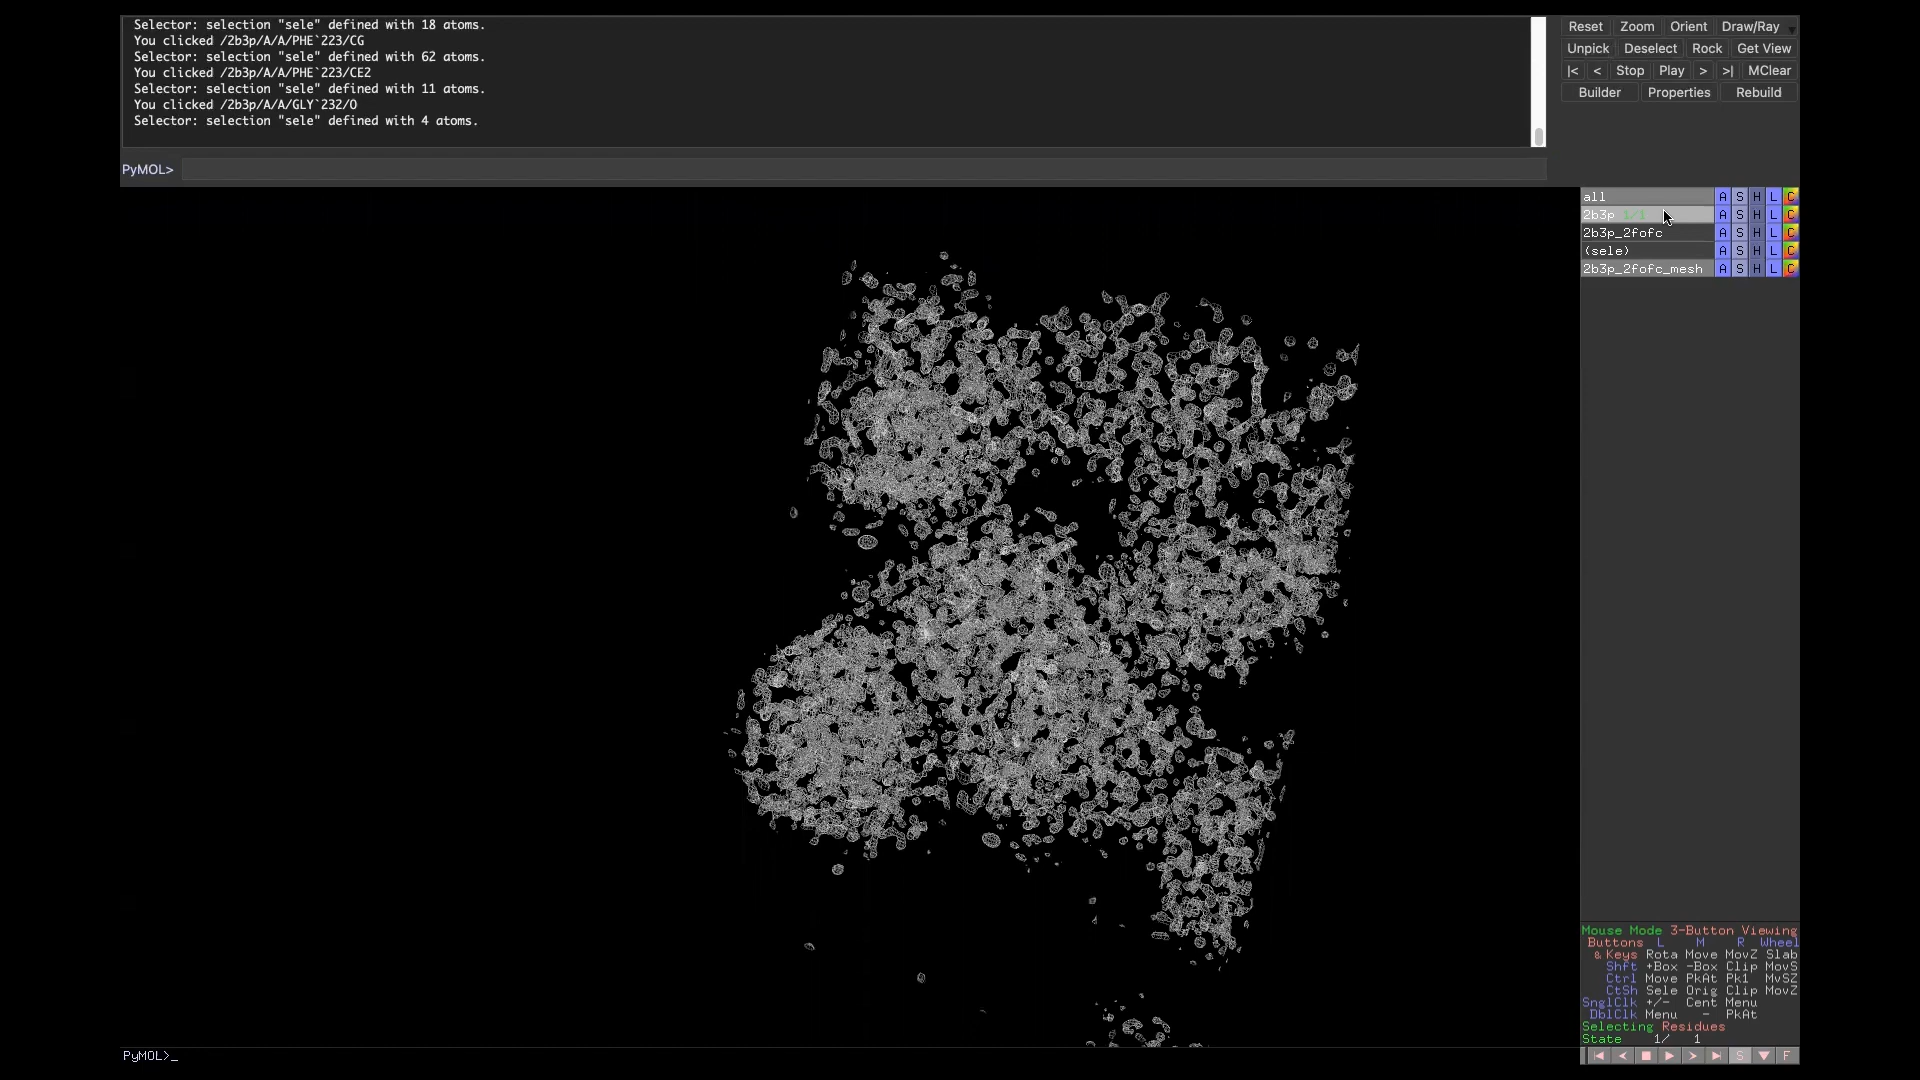 Selector: selection "sele" defined with 18 atoms.
You clicked /2b3p/A/A/PHE`223/CG
Selector: selection "sele" defined with 62 atoms.
You clicked /2b3p/A/A/PHE`223/CE2
Selector: selection "sele" defined with 11 atoms.
You clicked /2b3p/A/A/GLY`232/O
Selector: selection "sele" defined with 4 atoms.
PyMOL>
Reset Zoom Orient Draw/Ray
Unpick Deselect Rock Get View
|< < Stop Play > >| MClear
Builder Properties Rebuild
all A S H L C
2b3p 1/1 A S H L C
2b3p_2fofc A S H L C
(sele) A S H L C
2b3p_2fofc_mesh A S H L C
Mouse Mode 3-Button Viewing
Buttons L M R Wheel
& Keys Rota Move MovZ Slab
Shft +Box -Box Clip MovS
Ctrl Move PkAt Pk1 MvSZ
CtSh Sele Orig Clip MovZ
SnglClk +/- Cent Menu
DblClk Menu - PkAt
Selecting Residues
State 1/ 1
S F
PyMOL>_